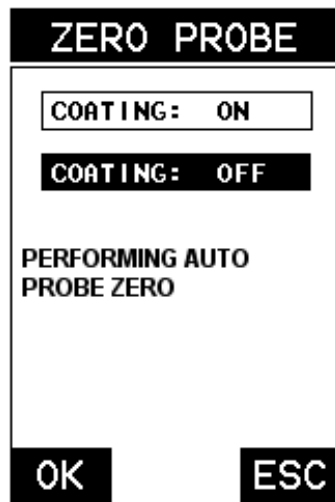 ZERO PROBE
COATING: ON
COATING: OFF
PERFORMING AUTO
PROBE ZERO
OK ESC